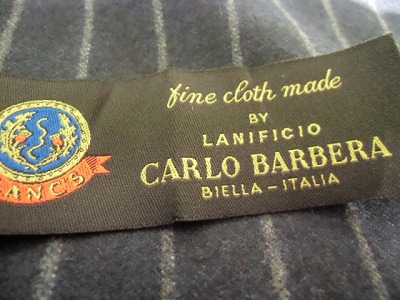 fine cloth made
BY
LANIFICIO
CARLO BARBERA
BIELLA – ITALIA